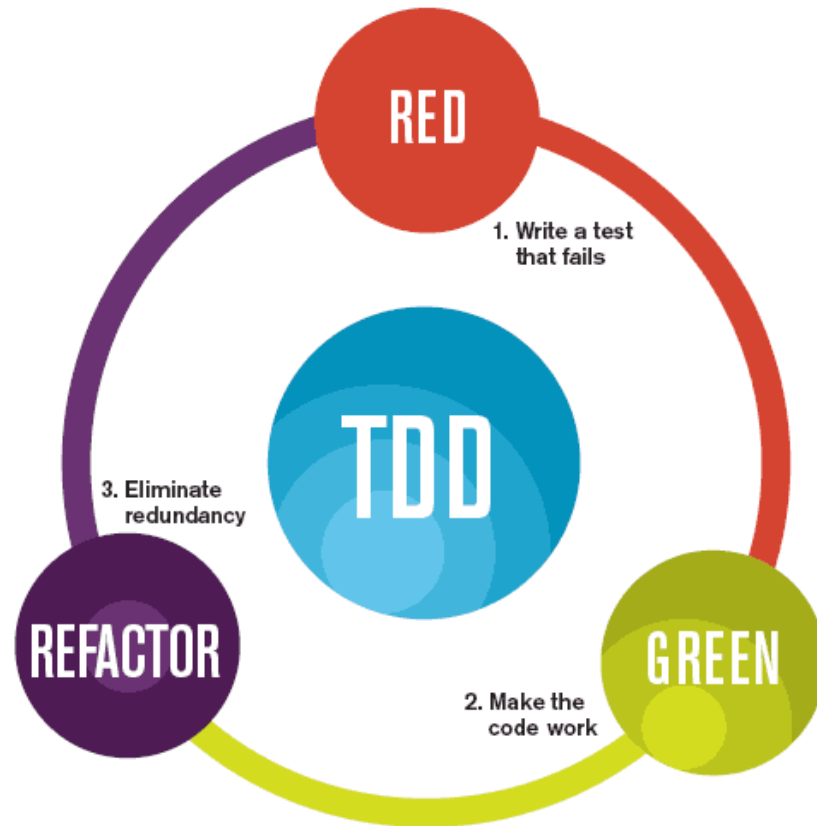 RED
1. Write a test
that fails
TDD
3. Eliminate
redundancy
REFACTOR
GREEN
2. Make the
code work